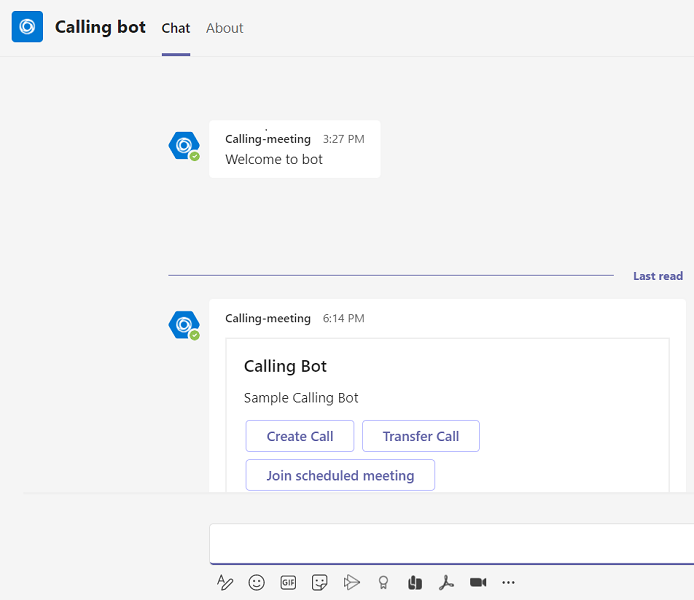 Calling bot Chat About
Calling-meeting 3:27 PM
Welcome to bot
Last read
Calling-meeting 6:14 PM
Calling Bot
Sample Calling Bot
Create Call Transfer Call
Join scheduled meeting
GIF